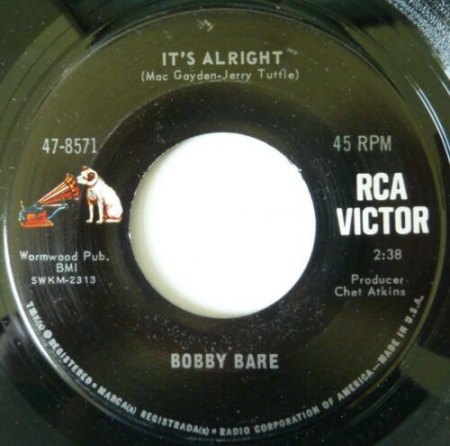 IT'S ALRIGHT
(Mac Gayden-Jerry Tuttle)
47-8571
45 RPM
RCA
VICTOR
Wormwood Pub.
BMI
SWKM-2313
2:38
Producer
Chet Atkins
BOBBY BARE
TMK(s) ® REGISTERED • MARCA(s) REGISTRADA(s) • RADIO CORPORATION OF AMERICA—MADE IN U.S.A.